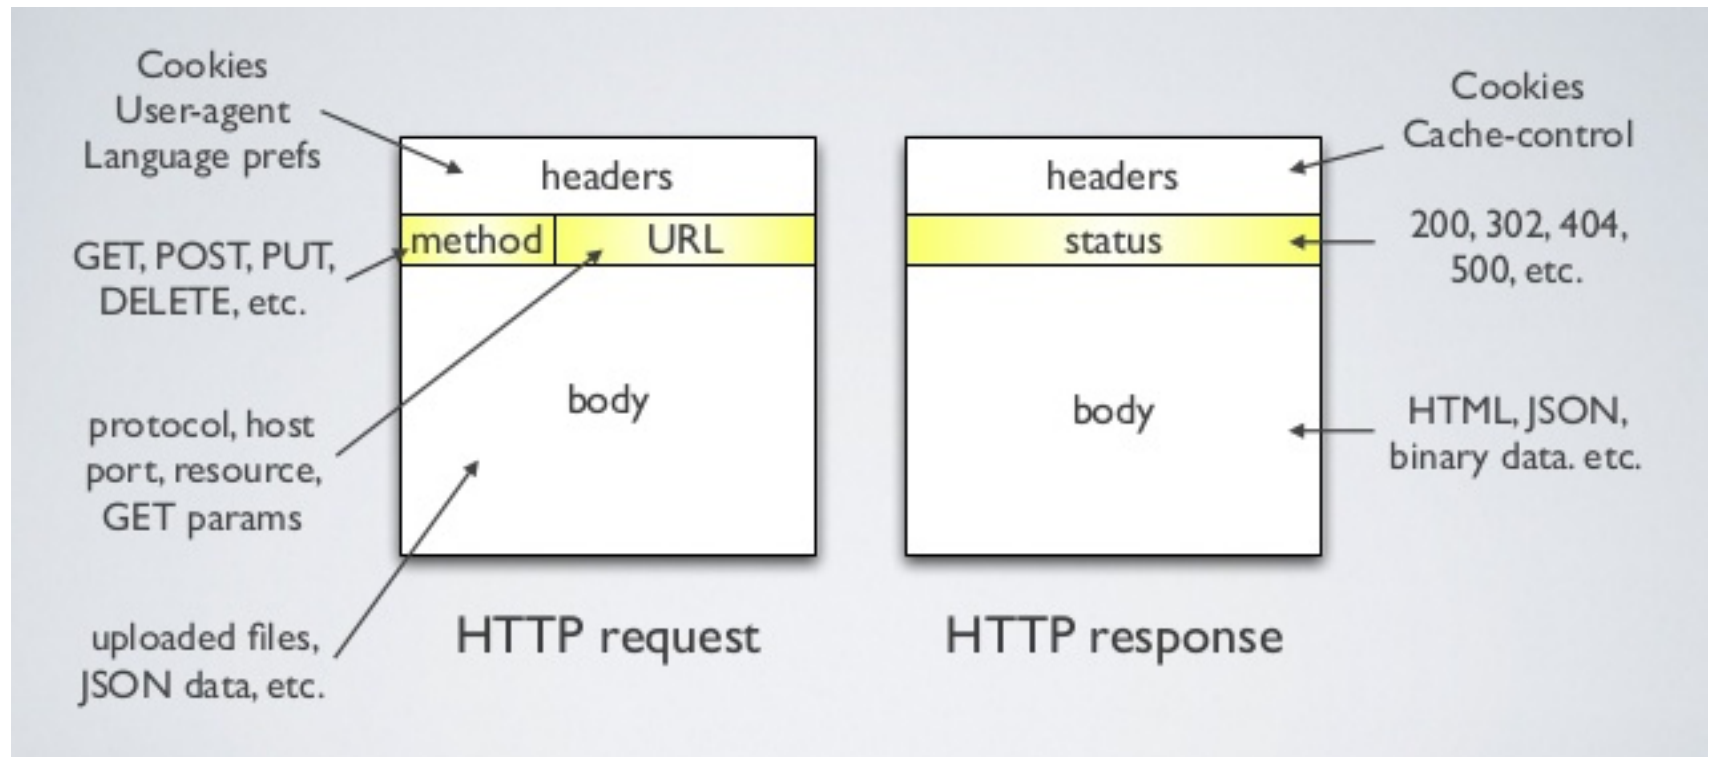 Cookies
User-agent
Language prefs
GET, POST, PUT,
DELETE, etc.
protocol, host
port, resource,
GET params
uploaded files,
JSON data, etc.
headers
method URL
body
HTTP request
headers
status
body
HTTP response
Cookies
Cache-control
200, 302, 404,
500, etc.
HTML, JSON,
binary data. etc.